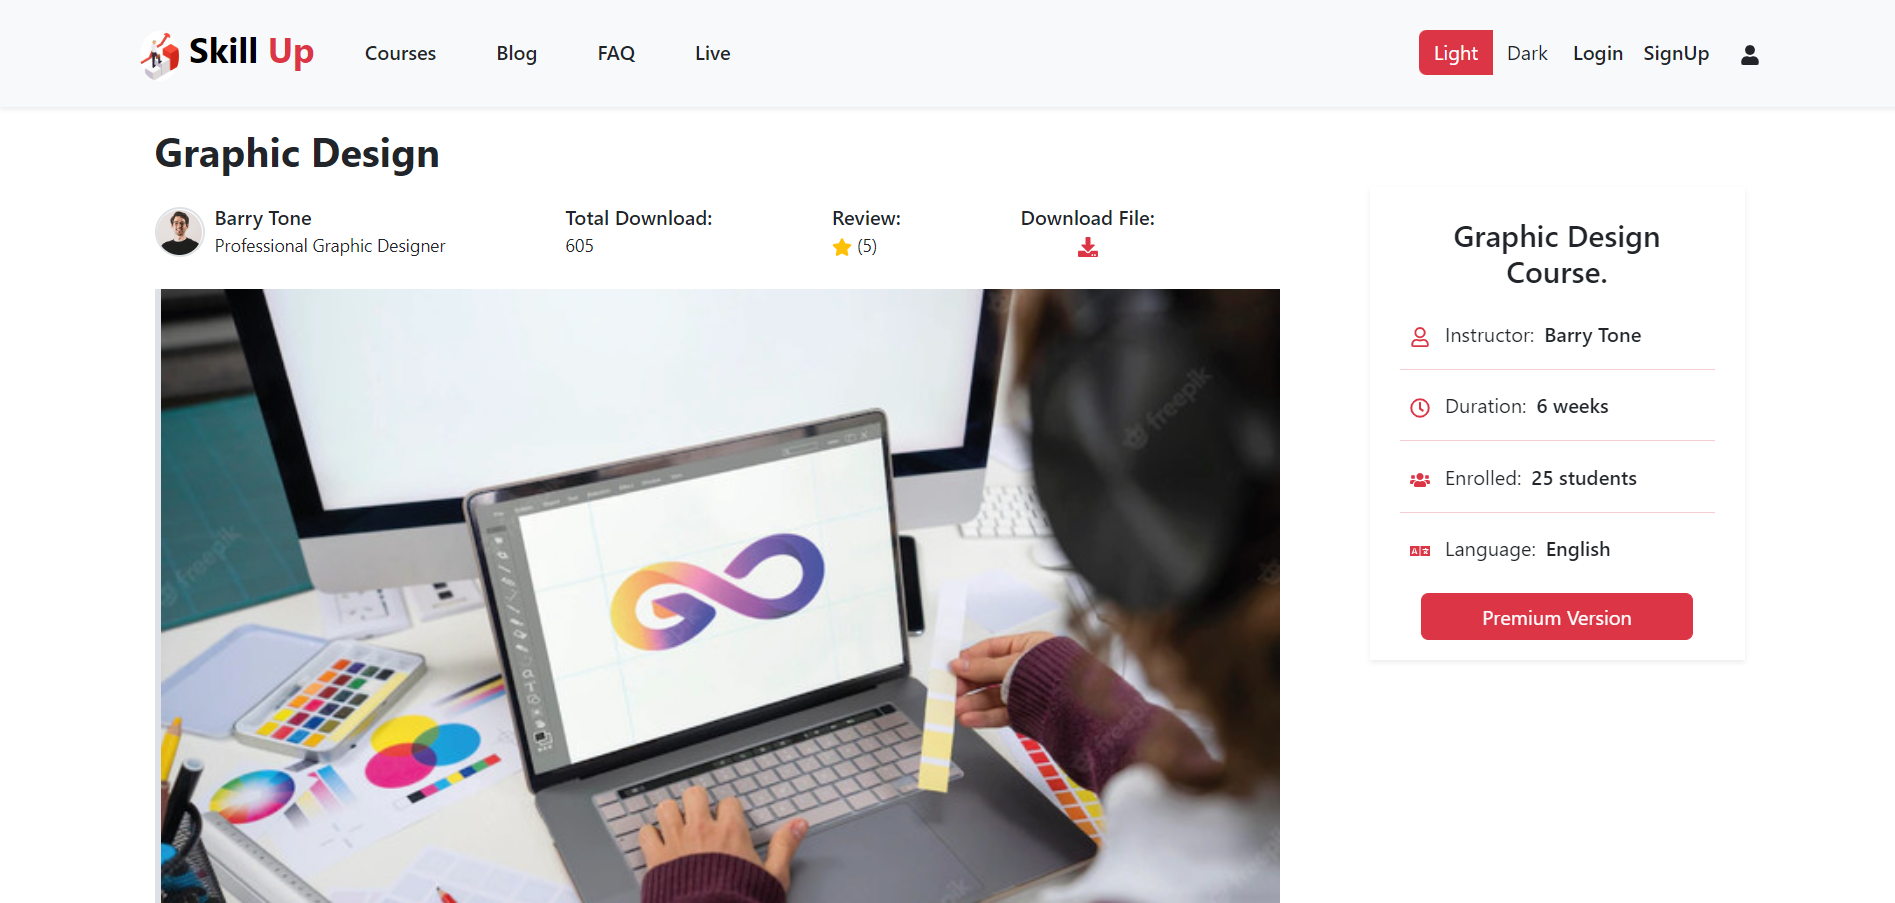 Skill Up
Courses
Blog
FAQ
Live
Light
Dark
Login
SignUp
Graphic Design
Barry Tone
Professional Graphic Designer
Total Download:
605
Review:
(5)
Download File:
freepik
freepik
Graphic Design
Course.
Instructor: Barry Tone
Duration: 6 weeks
Enrolled: 25 students
Language: English
Premium Version